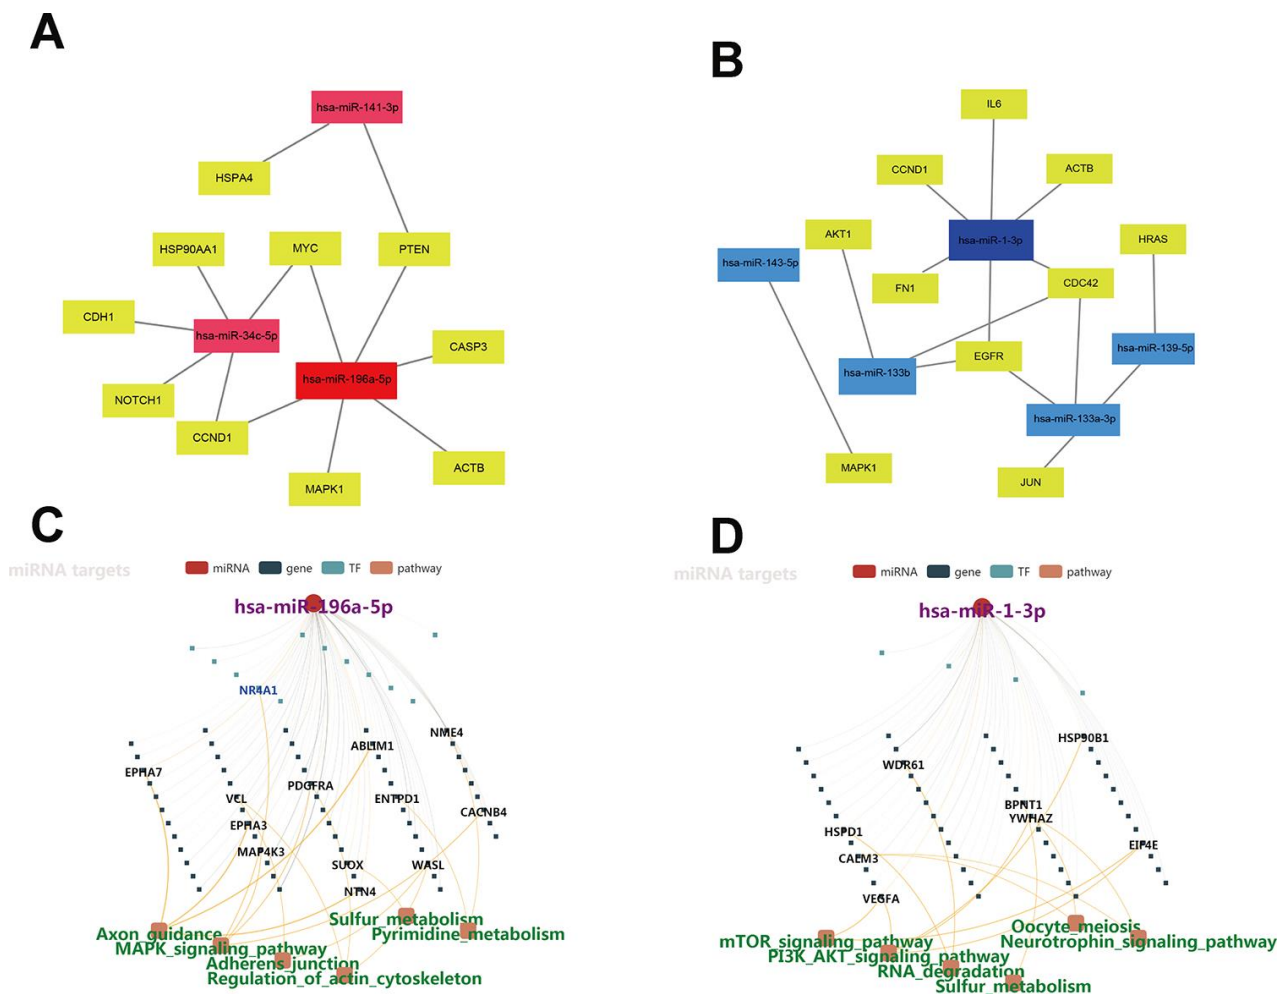 A
hsa-miR-141-3p
HSPA4
HSP90AA1
MYC
PTEN
CDH1
hsa-miR-34c-5p
CASP3
hsa-miR-196a-5p
NOTCH1
CCND1
ACTB
MAPK1
B
IL6
CCND1
ACTB
AKT1
hsa-miR-1-3p
HRAS
hsa-miR-143-5p
FN1
CDC42
EGFR
hsa-miR-139-5p
hsa-miR-133b
hsa-miR-133a-3p
MAPK1
JUN
C
miRNA targets
miRNA gene TF pathway
hsa-miR-196a-5p
NR4A1
NME4
ABLIM1
EPHA7
PDGFRA
VCL
ENTPD1
CACNB4
EPHA3
MAP4K3
SUOX
WASL
NTN4
Sulfur_metabolism
Axon_guidance
Pyrimidine_metabolism
MAPK_signaling_pathway
Adherens_junction
Regulation_of_actin_cytoskeleton
D
miRNA targets
miRNA gene TF pathway
hsa-miR-1-3p
HSP90B1
WDR61
BPNT1
YWHAZ
HSPD1
EIF4E
CALM3
VEGFA
Oocyte_meiosis
mTOR_signaling_pathway
Neurotrophin_signaling_pathway
PI3K_AKT_signaling_pathway
RNA_degradation
Sulfur_metabolism